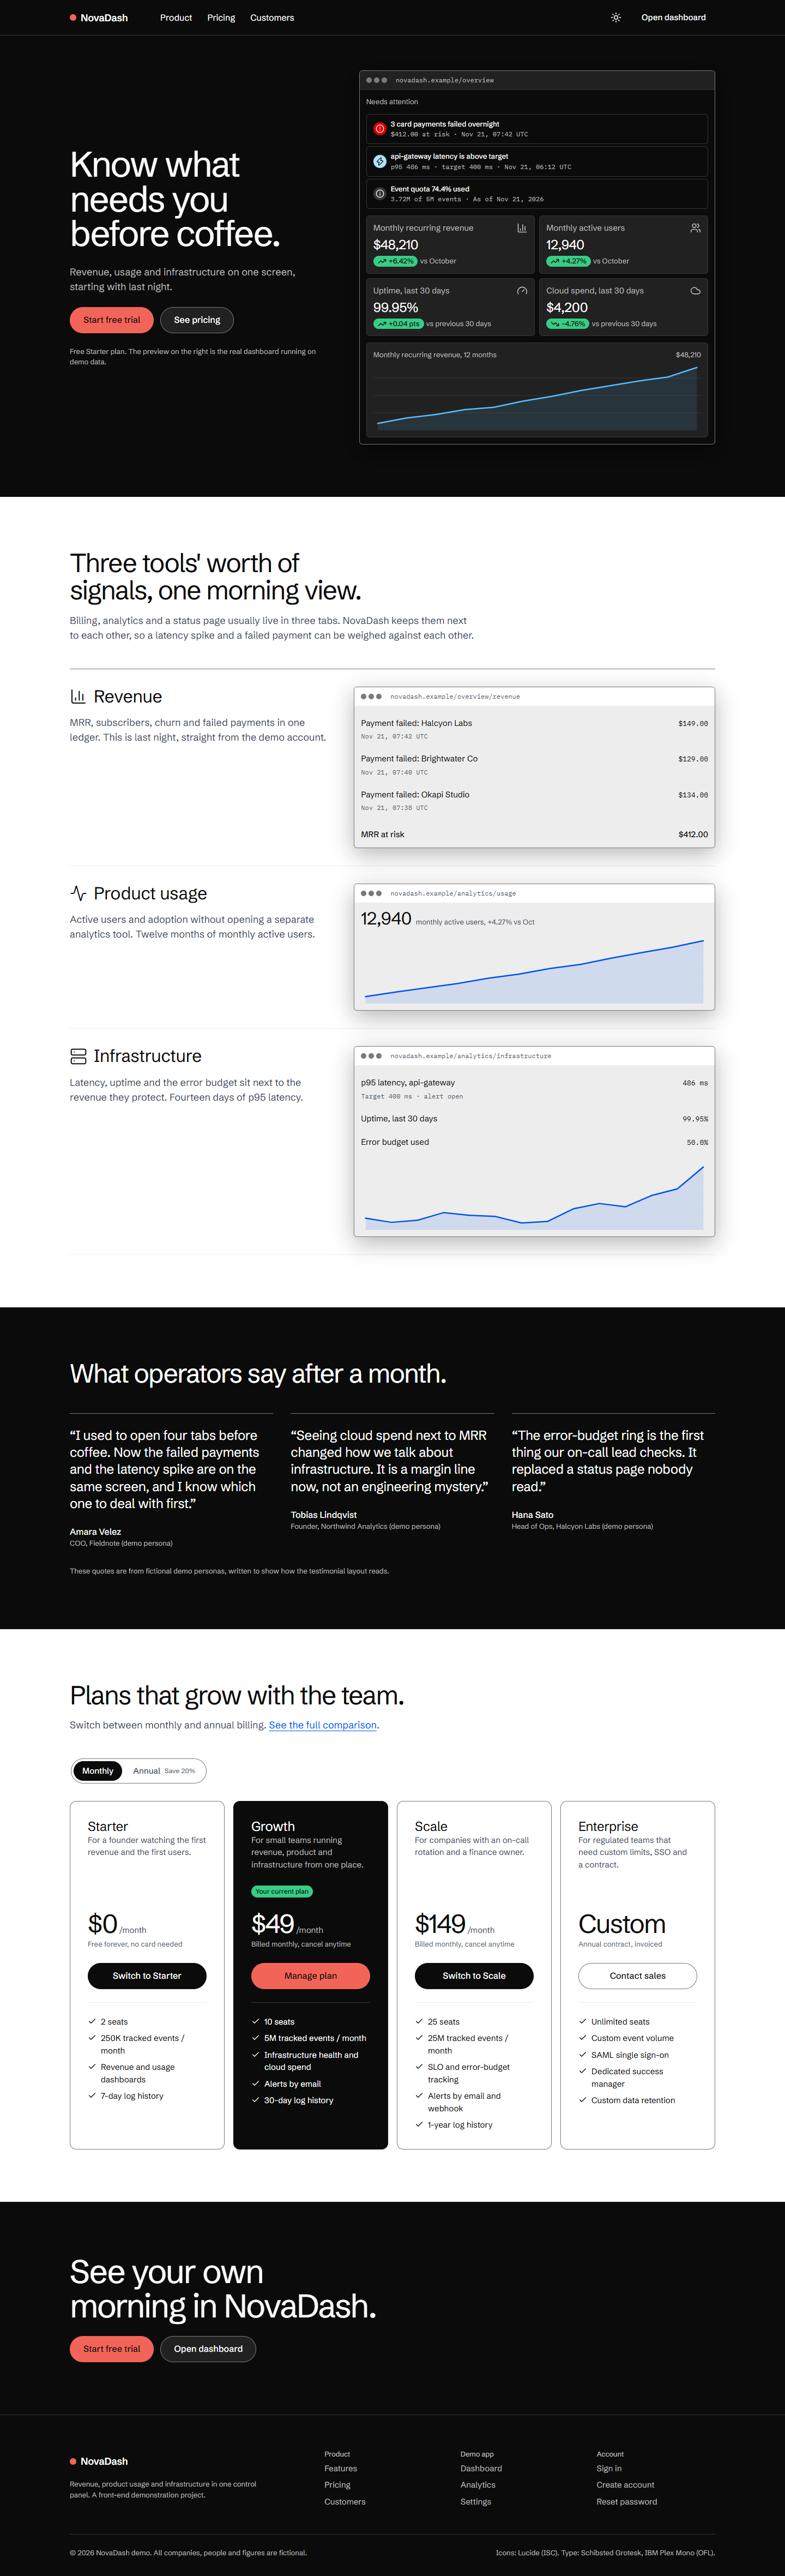 NovaDash
Product
Pricing
Customers
Open dashboard
Know what
needs you
before coffee.
Revenue, usage and infrastructure on one screen,
starting with last night.
Start free trial
See pricing
Free Starter plan. The preview on the right is the real dashboard running on
demo data.
novadash.example/overview
Needs attention
3 card payments failed overnight
$412.00 at risk · Nov 21, 07:42 UTC
api-gateway latency is above target
p95 486 ms · target 400 ms · Nov 21, 06:12 UTC
Event quota 74.4% used
3.72M of 5M events · As of Nov 21, 2026
Monthly recurring revenue
$48,210
+6.42% vs October
Monthly active users
12,940
+4.27% vs October
Uptime, last 30 days
99.95%
+0.04 pts vs previous 30 days
Cloud spend, last 30 days
$4,200
-4.76% vs previous 30 days
Monthly recurring revenue, 12 months
$48,210
Three tools' worth of
signals, one morning view.
Billing, analytics and a status page usually live in three tabs. NovaDash keeps them next
to each other, so a latency spike and a failed payment can be weighed against each other.
Revenue
MRR, subscribers, churn and failed payments in one
ledger. This is last night, straight from the demo account.
novadash.example/overview/revenue
Payment failed: Halcyon Labs
$149.00
Nov 21, 07:42 UTC
Payment failed: Brightwater Co
$129.00
Nov 21, 07:40 UTC
Payment failed: Okapi Studio
$134.00
Nov 21, 07:38 UTC
MRR at risk
$412.00
Product usage
Active users and adoption without opening a separate
analytics tool. Twelve months of monthly active users.
novadash.example/analytics/usage
12,940 monthly active users, +4.27% vs Oct
Infrastructure
Latency, uptime and the error budget sit next to the
revenue they protect. Fourteen days of p95 latency.
novadash.example/analytics/infrastructure
p95 latency, api-gateway
486 ms
Target 400 ms · alert open
Uptime, last 30 days
99.95%
Error budget used
50.0%
What operators say after a month.
“I used to open four tabs before
coffee. Now the failed payments
and the latency spike are on the
same screen, and I know which
one to deal with first.”
Amara Velez
COO, Fieldnote (demo persona)
“Seeing cloud spend next to MRR
changed how we talk about
infrastructure. It is a margin line
now, not an engineering mystery.”
Tobias Lindqvist
Founder, Northwind Analytics (demo persona)
“The error-budget ring is the first
thing our on-call lead checks. It
replaced a status page nobody
read.”
Hana Sato
Head of Ops, Halcyon Labs (demo persona)
These quotes are from fictional demo personas, written to show how the testimonial layout reads.
Plans that grow with the team.
Switch between monthly and annual billing. See the full comparison.
Monthly
Annual Save 20%
Starter
For a founder watching the first
revenue and the first users.
$0 /month
Free forever, no card needed
Switch to Starter
2 seats
250K tracked events /
month
Revenue and usage
dashboards
7-day log history
Growth
For small teams running
revenue, product and
infrastructure from one place.
Your current plan
$49 /month
Billed monthly, cancel anytime
Manage plan
10 seats
5M tracked events / month
Infrastructure health and
cloud spend
Alerts by email
30-day log history
Scale
For companies with an on-call
rotation and a finance owner.
$149 /month
Billed monthly, cancel anytime
Switch to Scale
25 seats
25M tracked events /
month
SLO and error-budget
tracking
Alerts by email and
webhook
1-year log history
Enterprise
For regulated teams that
need custom limits, SSO and
a contract.
Custom
Annual contract, invoiced
Contact sales
Unlimited seats
Custom event volume
SAML single sign-on
Dedicated success
manager
Custom data retention
See your own
morning in NovaDash.
Start free trial
Open dashboard
NovaDash
Revenue, product usage and infrastructure in one control
panel. A front-end demonstration project.
Product
Features
Pricing
Customers
Demo app
Dashboard
Analytics
Settings
Account
Sign in
Create account
Reset password
© 2026 NovaDash demo. All companies, people and figures are fictional.
Icons: Lucide (ISC). Type: Schibsted Grotesk, IBM Plex Mono (OFL).